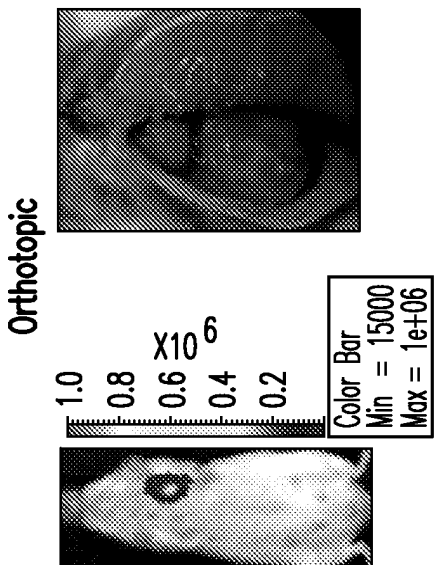 Orthotopic
1.0
0.8
0.6
0.4
0.2
X10^6
Color Bar
Min = 15000
Max = 1e+06